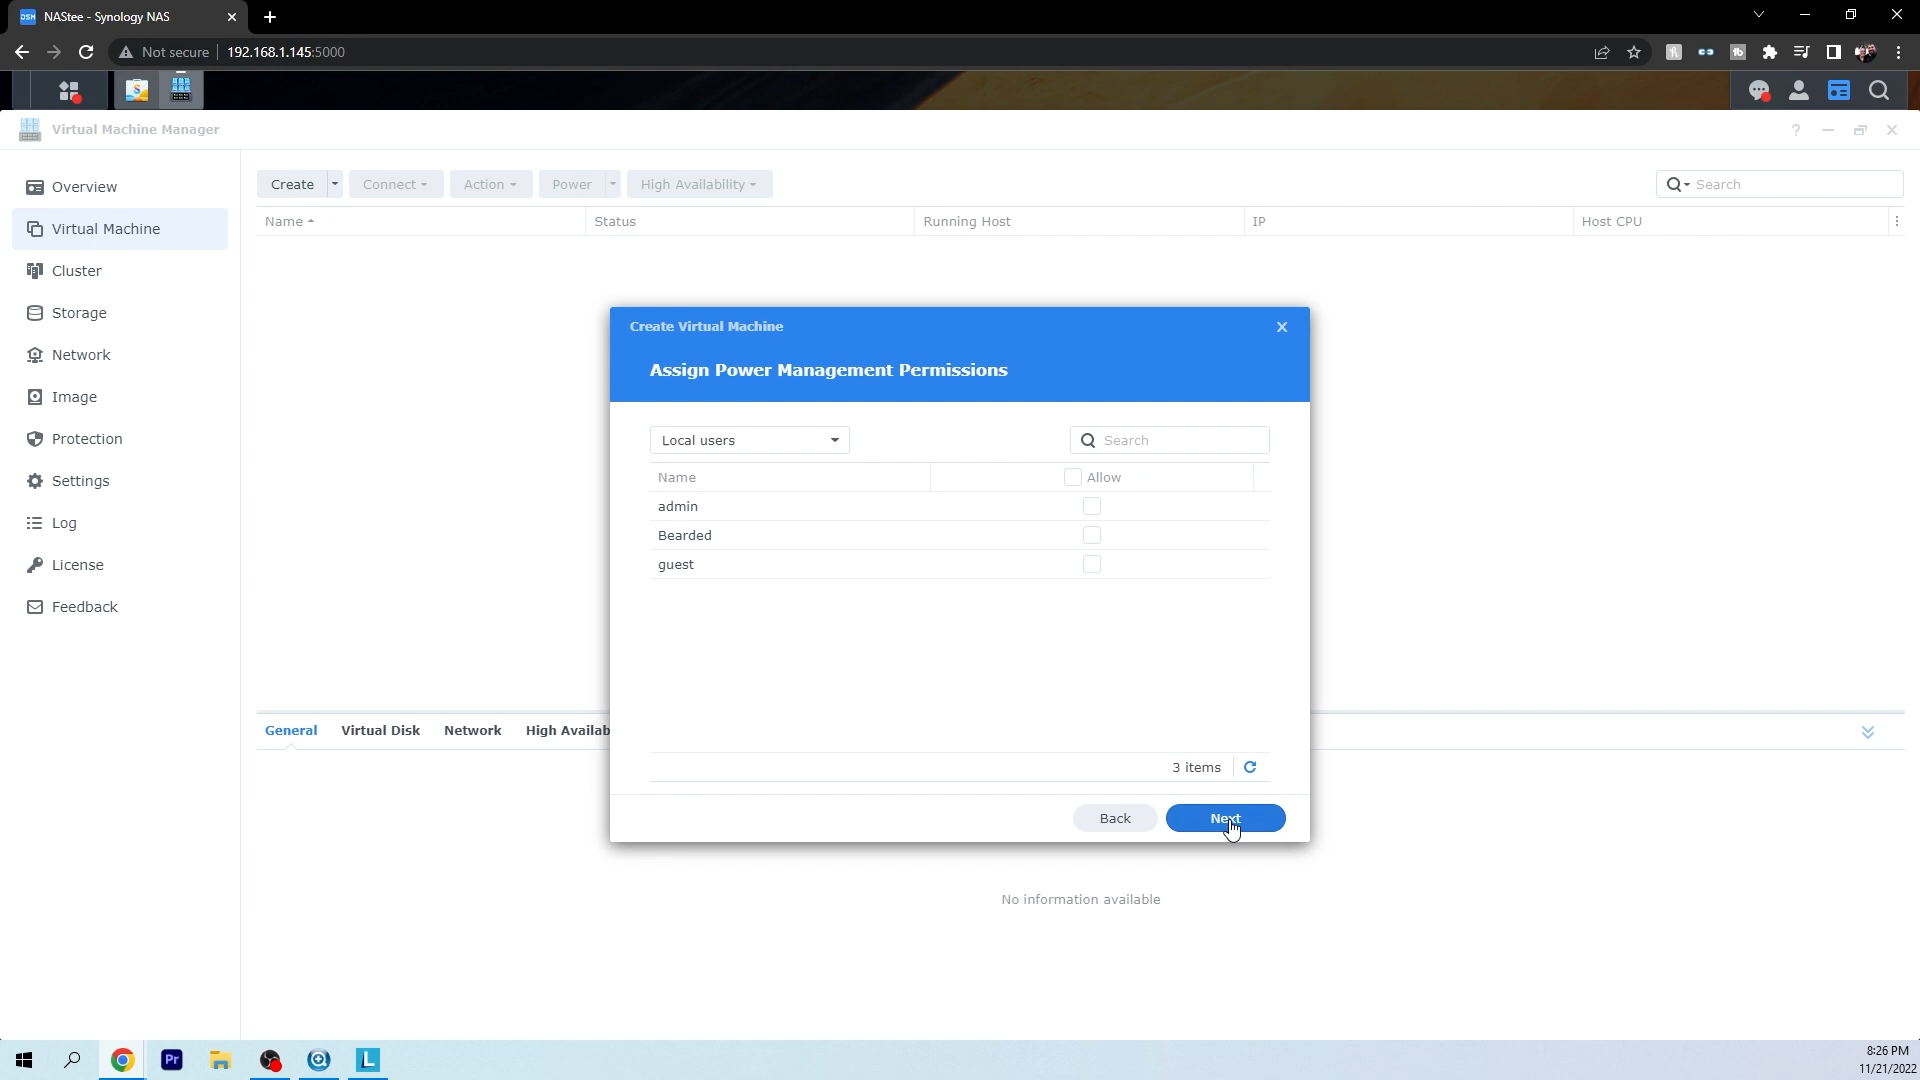 DSM NAStee - Synology NAS
Not secure 192.168.1.145:5000
Virtual Machine Manager
Overview
Virtual Machine
Cluster
Storage
Network
Image
Protection
Settings
Log
License
Feedback
Create Connect Action Power High Availability Search
Name Status Running Host IP Host CPU
Create Virtual Machine
Assign Power Management Permissions
Local users Search
Name Allow
admin
Bearded
guest
3 items
Back Next
General Virtual Disk Network High Availab
No information available
Pr L
8:26 PM
11/21/2022